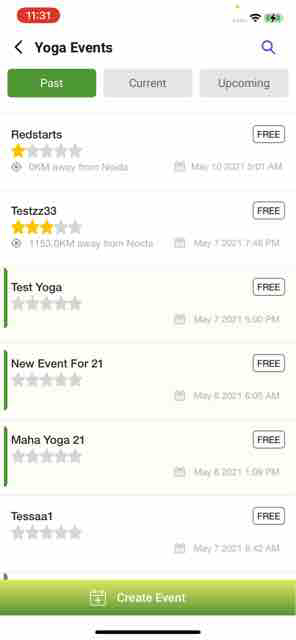 11:31
Yoga Events
Past Current Upcoming
Redstarts FREE
0KM away from Noida May 10 2021 5:01 AM
Testzz33 FREE
1153.0KM away from Noida May 7 2021 7:46 PM
Test Yoga FREE
May 7 2021 5:00 PM
New Event For 21 FREE
May 6 2021 6:05 AM
Maha Yoga 21 FREE
May 6 2021 1:09 PM
Tessaa1 FREE
May 7 2021 8:42 AM
Create Event